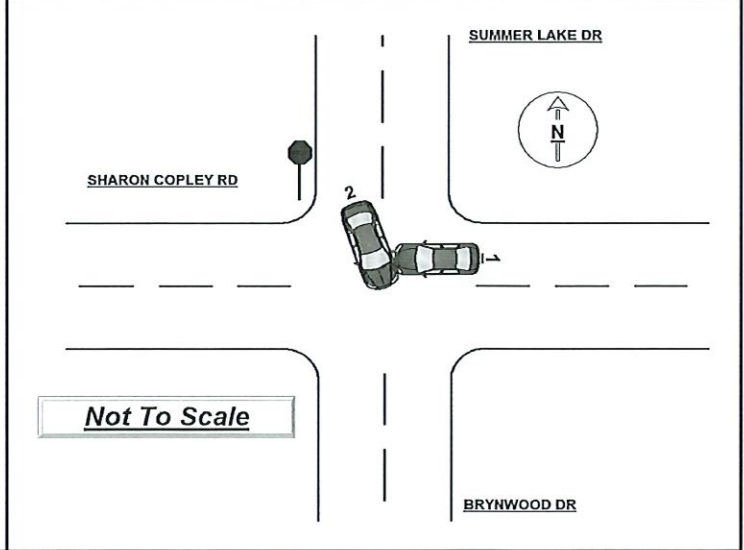 SUMMER LAKE DR
N
SHARON COPLEY RD
2
1
Not To Scale
BRYNWOOD DR